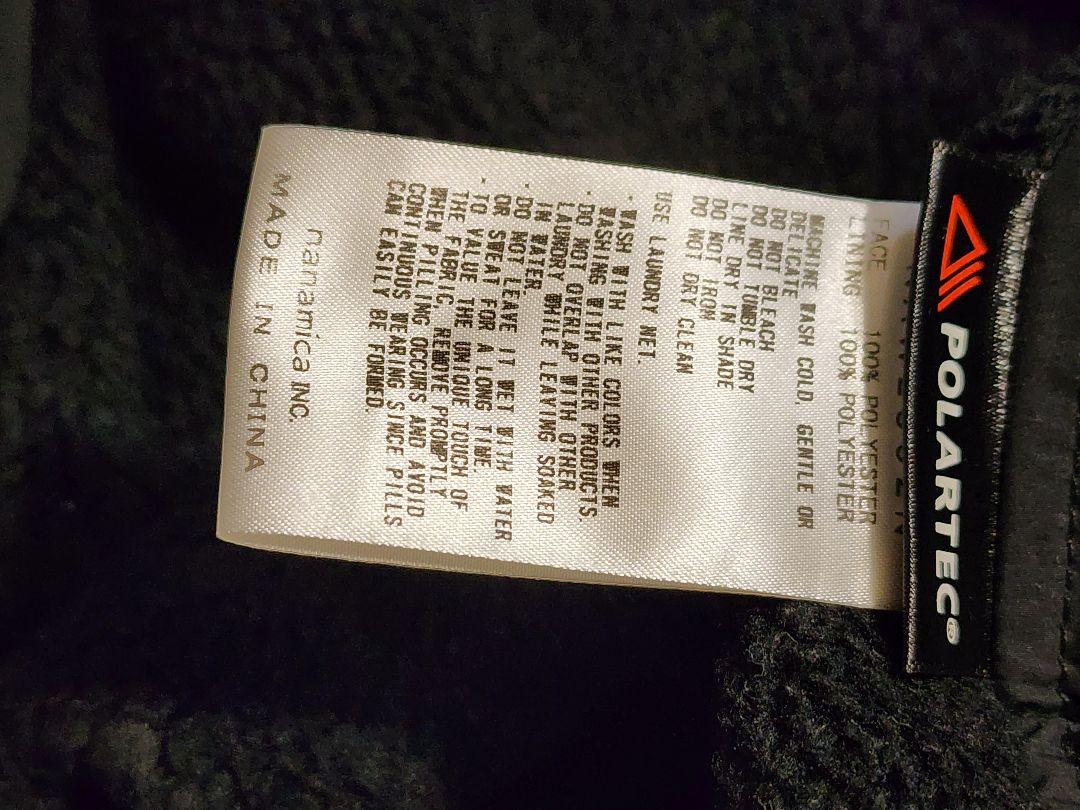 POLARTEC®
FACE 100% POLYESTER
LINING 100% POLYESTER
MACHINE WASH COLD, GENTLE OR
DELICATE
DO NOT BLEACH
DO NOT TUMBLE DRY
LINE DRY IN SHADE
DO NOT IRON
DO NOT DRY CLEAN
USE LAUNDRY NET.
· WASH WITH LIKE COLORS WHEN
WASHING WITH OTHER PRODUCTS.
· DO NOT OVERLAP WITH OTHER
LAUNDRY WHILE LEAVING SOAKED
IN WATER.
· DO NOT LEAVE IT WET WITH WATER
OR SWEAT FOR A LONG TIME
· TO VALUE THE UNIQUE TOUCH OF
THE FABRIC, REMOVE PROMPTLY
WHEN PILLING OCCURS AND AVOID
CONTINUOUS WEARING SINCE PILLS
CAN EASILY BE FORMED.
nanamica INC.
MADE IN CHINA